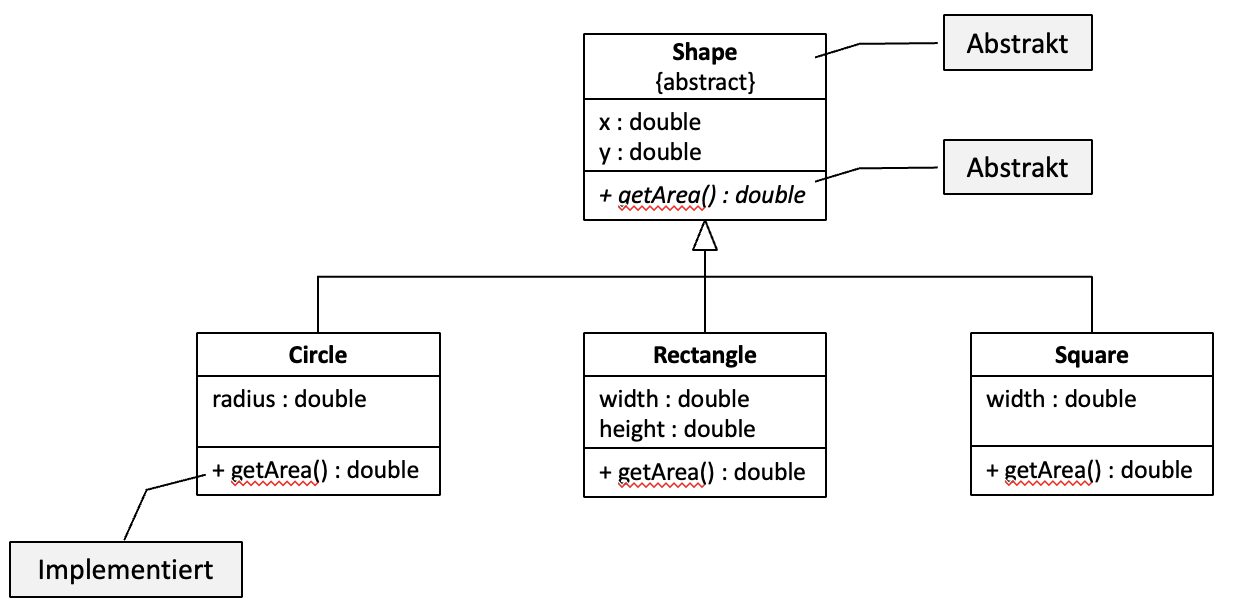 Shape
{abstract}
Abstrakt
x : double
y : double
Abstrakt
+ getArea() : double
Circle
radius : double
+ getArea() : double
Rectangle
width : double
height : double
+ getArea() : double
Square
width : double
+ getArea() : double
Implementiert